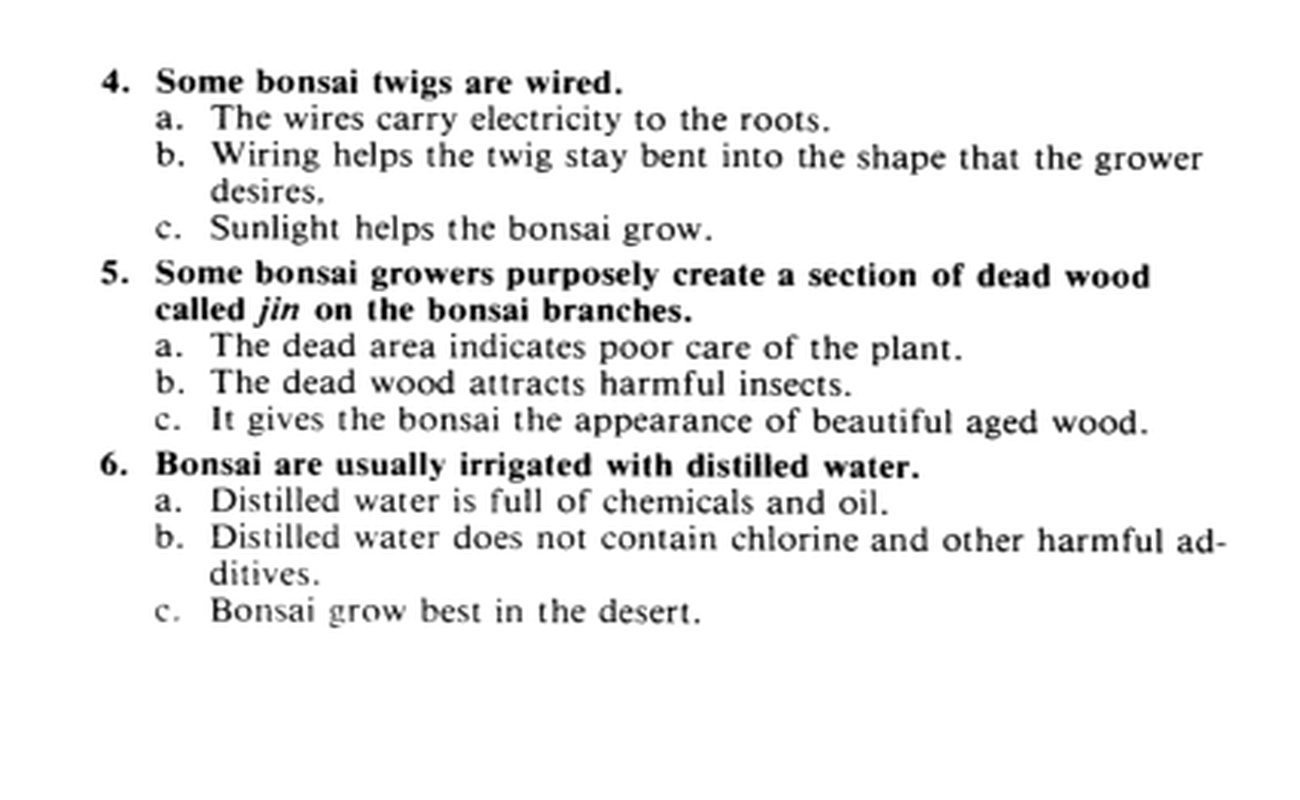 4. Some bonsai twigs are wired.
a. The wires carry electricity to the roots.
b. Wiring helps the twig stay bent into the shape that the grower
desires.
c. Sunlight helps the bonsai grow.
5. Some bonsai growers purposely create a section of dead wood
called jin on the bonsai branches.
a. The dead area indicates poor care of the plant.
b. The dead wood attracts harmful insects.
c. It gives the bonsai the appearance of beautiful aged wood.
6. Bonsai are usually irrigated with distilled water.
a. Distilled water is full of chemicals and oil.
b. Distilled water does not contain chlorine and other harmful ad-
ditives.
c. Bonsai grow best in the desert.